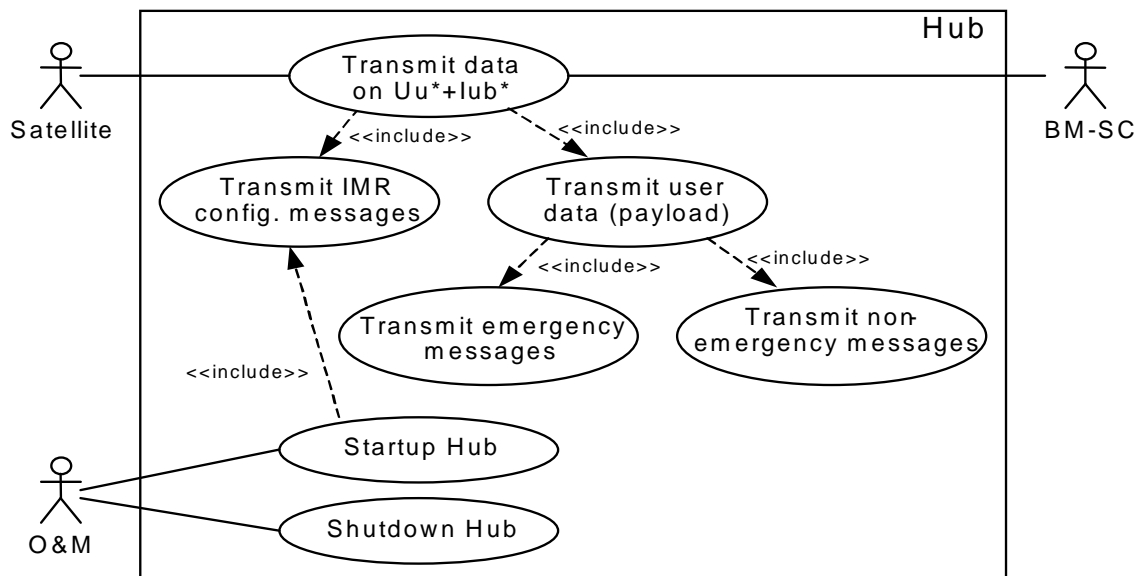 Hub
Transmit data
on Uu*+Iub*
Satellite
BM-SC
<<include>>
<<include>>
Transmit IMR
config. messages
Transmit user
data (payload)
<<include>>
<<include>>
Transmit emergency
messages
Transmit non-
emergency messages
<<include>>
Startup Hub
Shutdown Hub
O&M